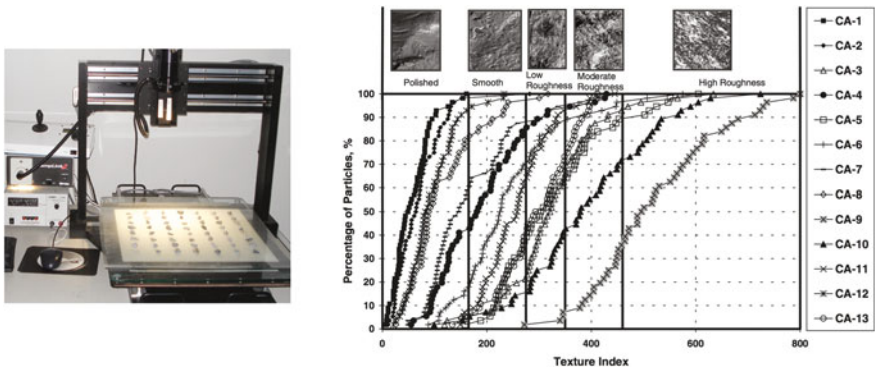 Polished
Smooth
Low
Roughness
Moderate
Roughness
High Roughness
Percentage of Particles, %
100
90
80
70
60
50
40
30
20
10
0
0
200
400
600
800
Texture Index
CA-1
CA-2
CA-3
CA-4
CA-5
CA-6
CA-7
CA-8
CA-9
CA-10
CA-11
CA-12
CA-13